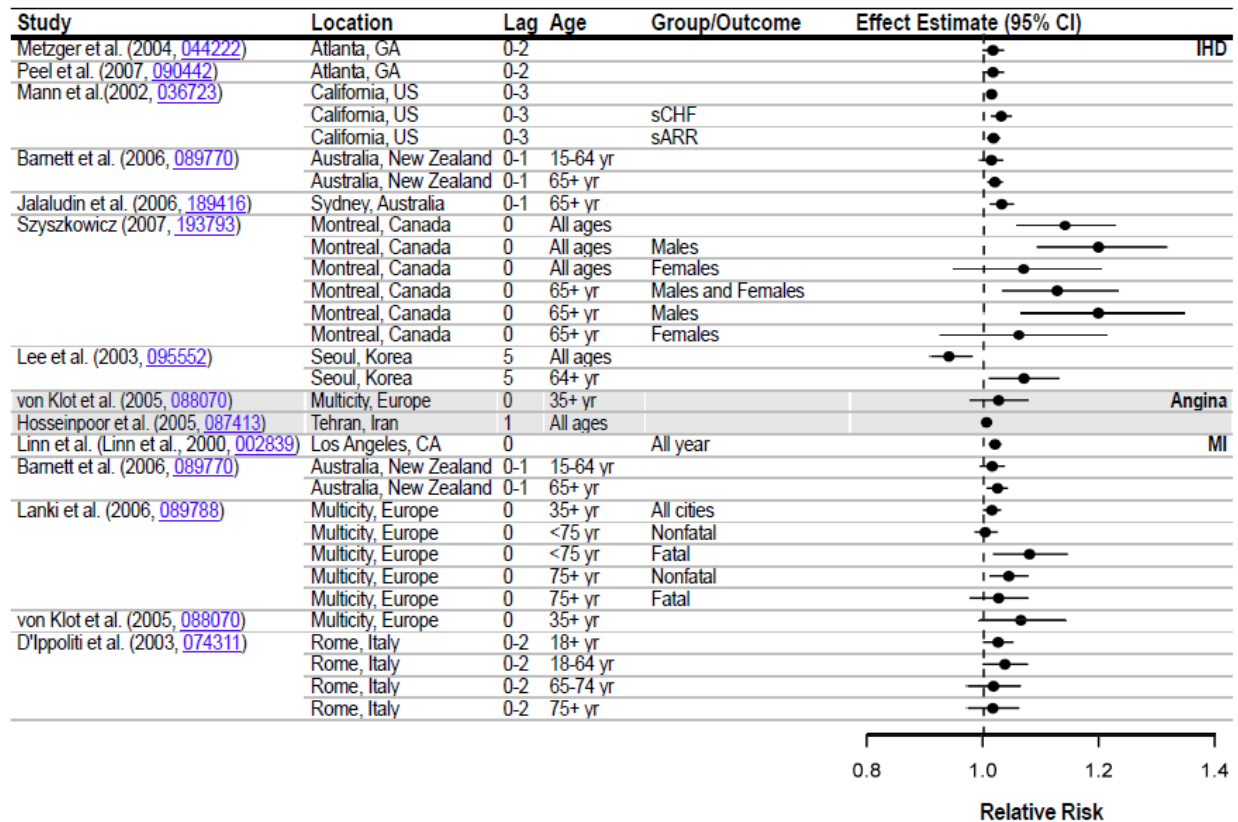 Study Location Lag Age Group/Outcome Effect Estimate (95% CI)
Metzger et al. (2004, 044222) Atlanta, GA 0-2 IHD
Peel et al. (2007, 090442) Atlanta, GA 0-2
Mann et al.(2002, 036723) California, US 0-3
California, US 0-3 sCHF
California, US 0-3 sARR
Barnett et al. (2006, 089770) Australia, New Zealand 0-1 15-64 yr
Australia, New Zealand 0-1 65+ yr
Jalaludin et al. (2006, 189416) Sydney, Australia 0-1 65+ yr
Szyszkowicz (2007, 193793) Montreal, Canada 0 All ages
Montreal, Canada 0 All ages Males
Montreal, Canada 0 All ages Females
Montreal, Canada 0 65+ yr Males and Females
Montreal, Canada 0 65+ yr Males
Montreal, Canada 0 65+ yr Females
Lee et al. (2003, 095552) Seoul, Korea 5 All ages
Seoul, Korea 5 64+ yr
von Klot et al. (2005, 088070) Multicity, Europe 0 35+ yr Angina
Hosseinpoor et al. (2005, 087413) Tehran, Iran 1 All ages
Linn et al. (Linn et al., 2000, 002839) Los Angeles, CA 0 All year MI
Barnett et al. (2006, 089770) Australia, New Zealand 0-1 15-64 yr
Australia, New Zealand 0-1 65+ yr
Lanki et al. (2006, 089788) Multicity, Europe 0 35+ yr All cities
Multicity, Europe 0 <75 yr Nonfatal
Multicity, Europe 0 <75 yr Fatal
Multicity, Europe 0 75+ yr Nonfatal
Multicity, Europe 0 75+ yr Fatal
von Klot et al. (2005, 088070) Multicity, Europe 0 35+ yr
D'Ippoliti et al. (2003, 074311) Rome, Italy 0-2 18+ yr
Rome, Italy 0-2 18-64 yr
Rome, Italy 0-2 65-74 yr
Rome, Italy 0-2 75+ yr
0.8 1.0 1.2 1.4
Relative Risk